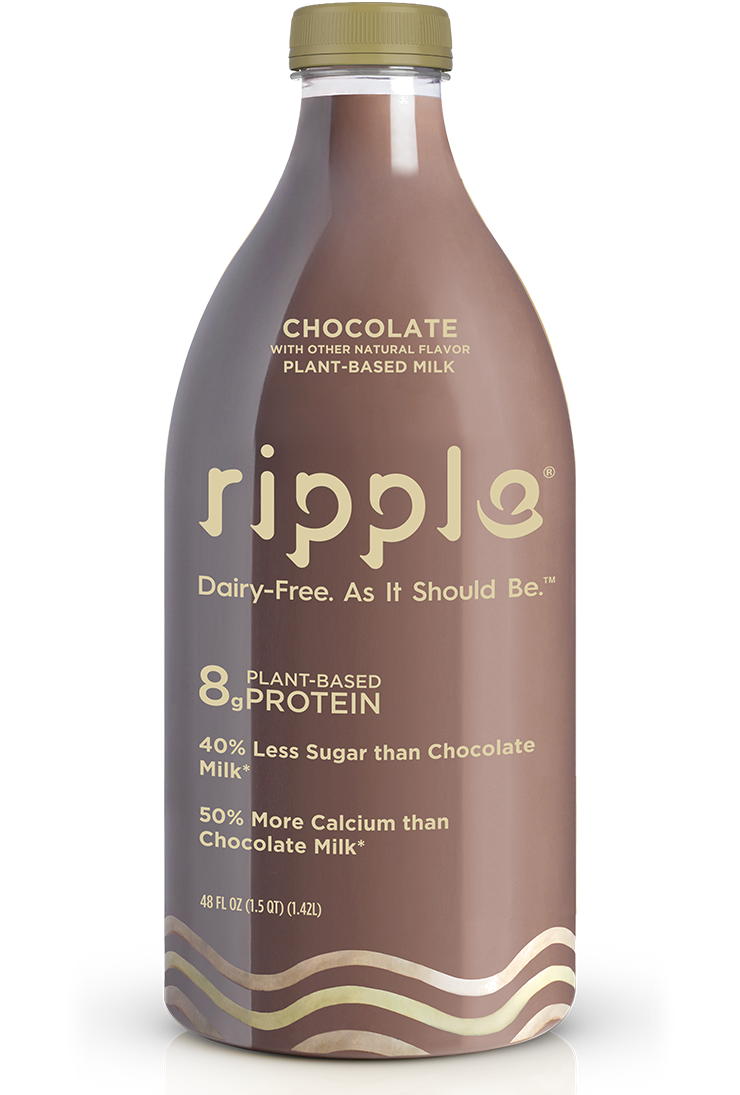 CHOCOLATE
WITH OTHER NATURAL FLAVOR
PLANT-BASED MILK
ripple®
Dairy-Free. As It Should Be.™
8g PLANT-BASED
PROTEIN
40% Less Sugar than Chocolate
Milk*
50% More Calcium than
Chocolate Milk*
48 FL OZ (1.5 QT) (1.42L)